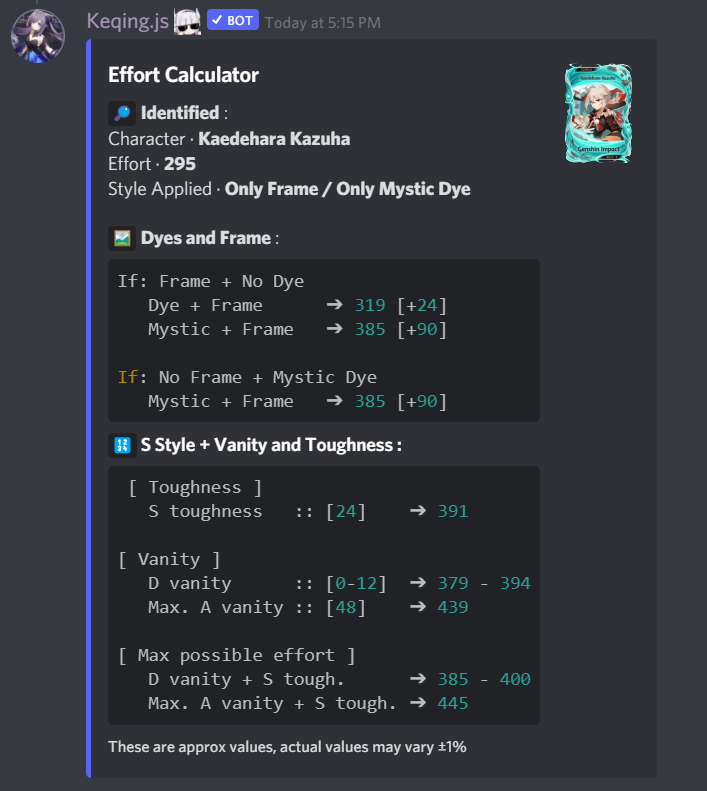 Keqing.js ✓ BOT Today at 5:15 PM
Effort Calculator
Identified :
Character · Kaedehara Kazuha
Effort · 295
Style Applied · Only Frame / Only Mystic Dye
Kaedehara Kazuha
Genshin Impact
Dyes and Frame :
If: Frame + No Dye
Dye + Frame ➔ 319 [+24]
Mystic + Frame ➔ 385 [+90]
If: No Frame + Mystic Dye
Mystic + Frame ➔ 385 [+90]
S Style + Vanity and Toughness :
[ Toughness ]
S toughness :: [24] ➔ 391
[ Vanity ]
D vanity :: [0-12] ➔ 379 - 394
Max. A vanity :: [48] ➔ 439
[ Max possible effort ]
D vanity + S tough. ➔ 385 - 400
Max. A vanity + S tough. ➔ 445
These are approx values, actual values may vary ±1%